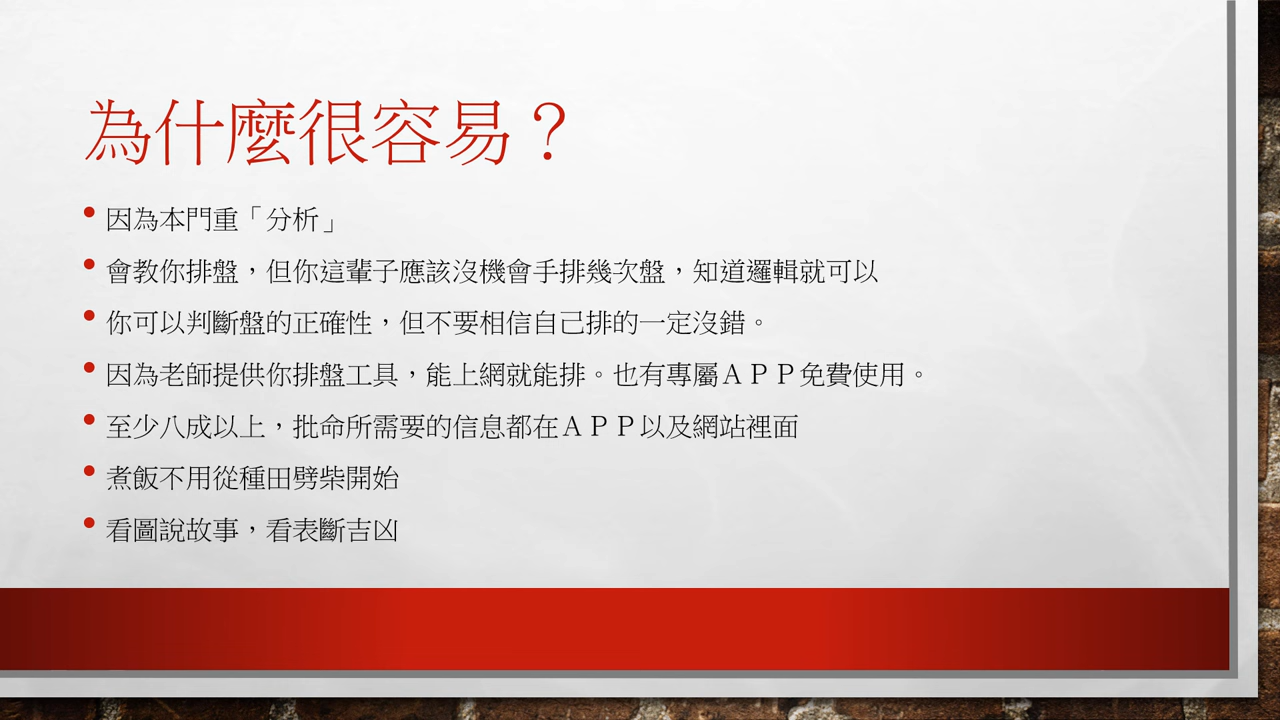 為什麼很容易？
因為本門重「分析」
會教你排盤，但你這輩子應該沒機會手排幾次盤，知道邏輯就可以
你可以判斷盤的正確性，但不要相信自己排的一定沒錯。
因為老師提供你排盤工具，能上網就能排。也有專屬ＡＰＰ免費使用。
至少八成以上，批命所需要的信息都在ＡＰＰ以及網站裡面
煮飯不用從種田劈柴開始
看圖說故事，看表斷吉凶